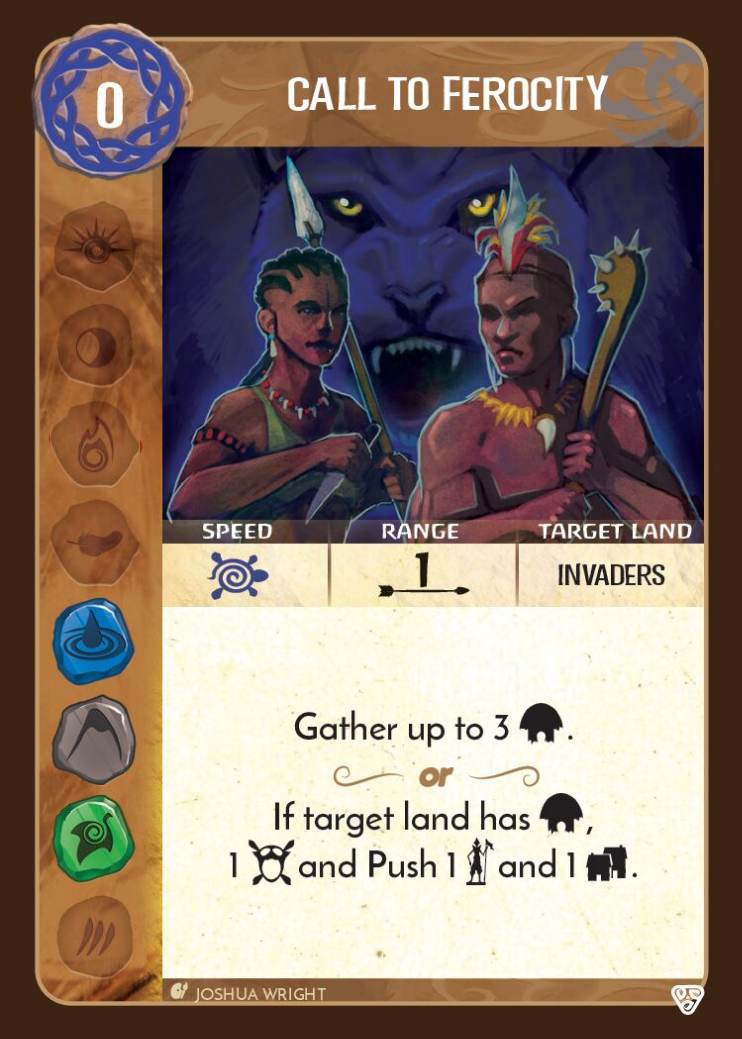 0
CALL TO FEROCITY
SPEED RANGE TARGET LAND
1 INVADERS
Gather up to 3 .
or
If target land has ,
1 and Push 1 and 1 .
JOSHUA WRIGHT